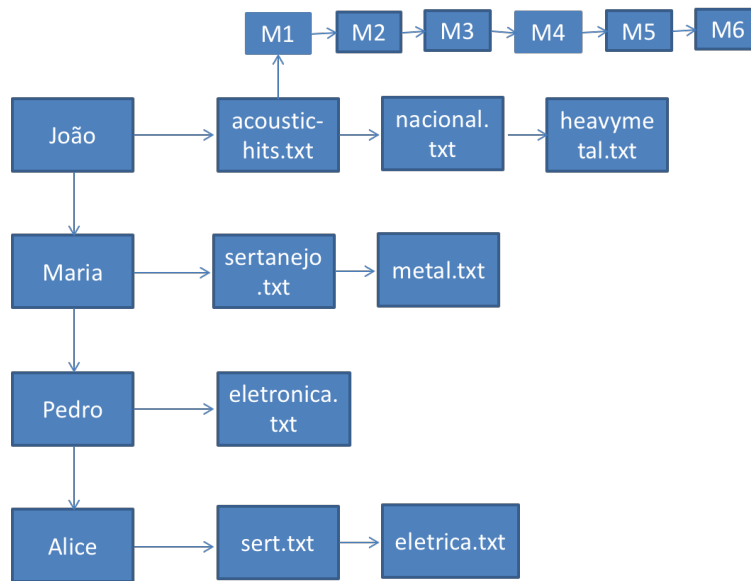 M1
M2
M3
M4
M5
M6
João
acoustic-
hits.txt
nacional.
txt
heavyme
tal.txt
Maria
sertanejo
.txt
metal.txt
Pedro
eletronica.
txt
Alice
sert.txt
eletrica.txt